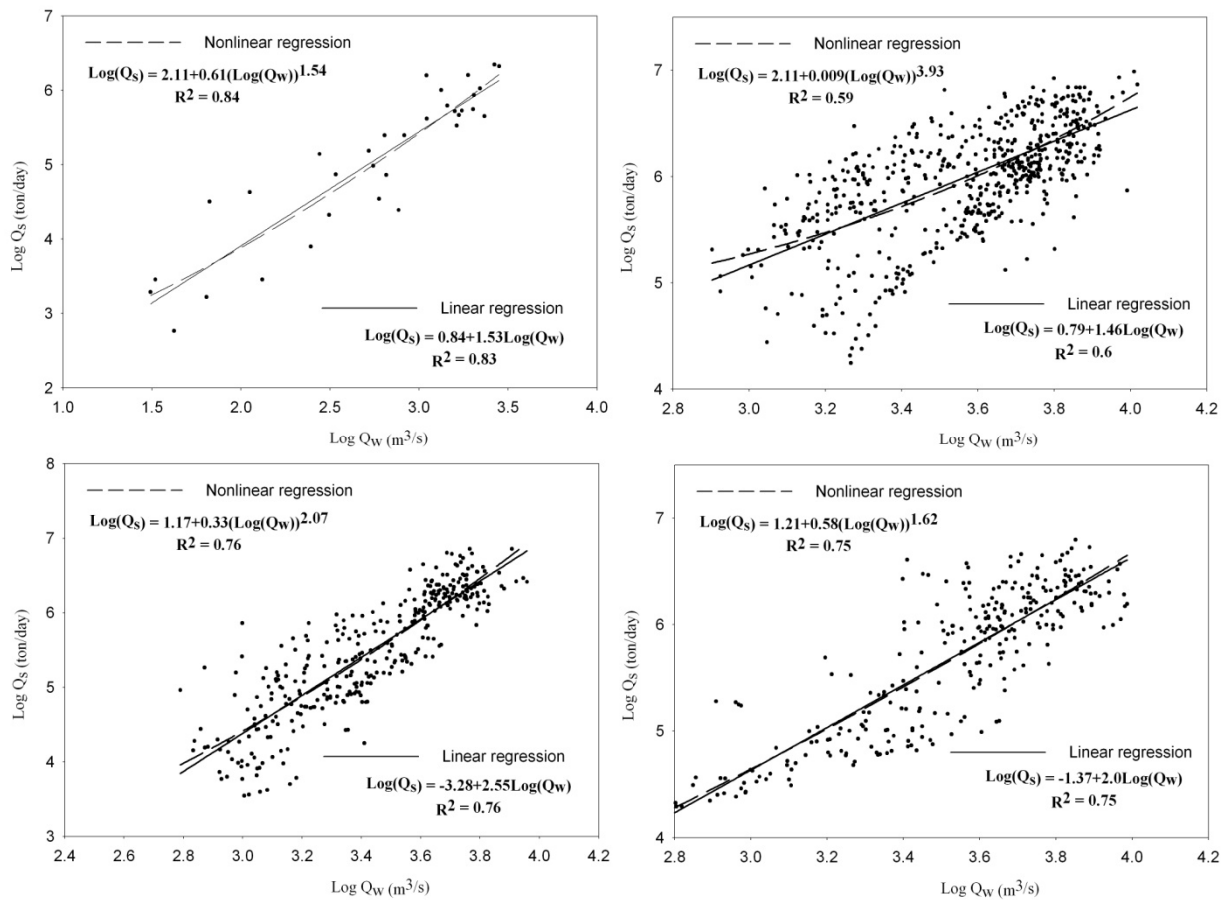 Nonlinear regression
Log(Qs) = 2.11+0.61(Log(Qw))1.54
R2 = 0.84
Linear regression
Log(Qs) = 0.84+1.53Log(Qw)
R2 = 0.83
7
6
5
4
3
2
1.0 1.5 2.0 2.5 3.0 3.5 4.0
Log Qs (ton/day)
Log Qw (m3/s)
Nonlinear regression
Log(Qs) = 2.11+0.009(Log(Qw))3.93
R2 = 0.59
Linear regression
Log(Qs) = 0.79+1.46Log(Qw)
R2 = 0.6
7
6
5
4
2.8 3.0 3.2 3.4 3.6 3.8 4.0 4.2
Log Qs (ton/day)
Log Qw (m3/s)
Nonlinear regression
Log(Qs) = 1.17+0.33(Log(Qw))2.07
R2 = 0.76
Linear regression
Log(Qs) = -3.28+2.55Log(Qw)
R2 = 0.76
8
7
6
5
4
3
2.4 2.6 2.8 3.0 3.2 3.4 3.6 3.8 4.0 4.2
Log Qs (ton/day)
Log Qw (m3/s)
Nonlinear regression
Log(Qs) = 1.21+0.58(Log(Qw))1.62
R2 = 0.75
Linear regression
Log(Qs) = -1.37+2.0Log(Qw)
R2 = 0.75
7
6
5
4
2.8 3.0 3.2 3.4 3.6 3.8 4.0 4.2
Log Qs (ton/day)
Log Qw (m3/s)